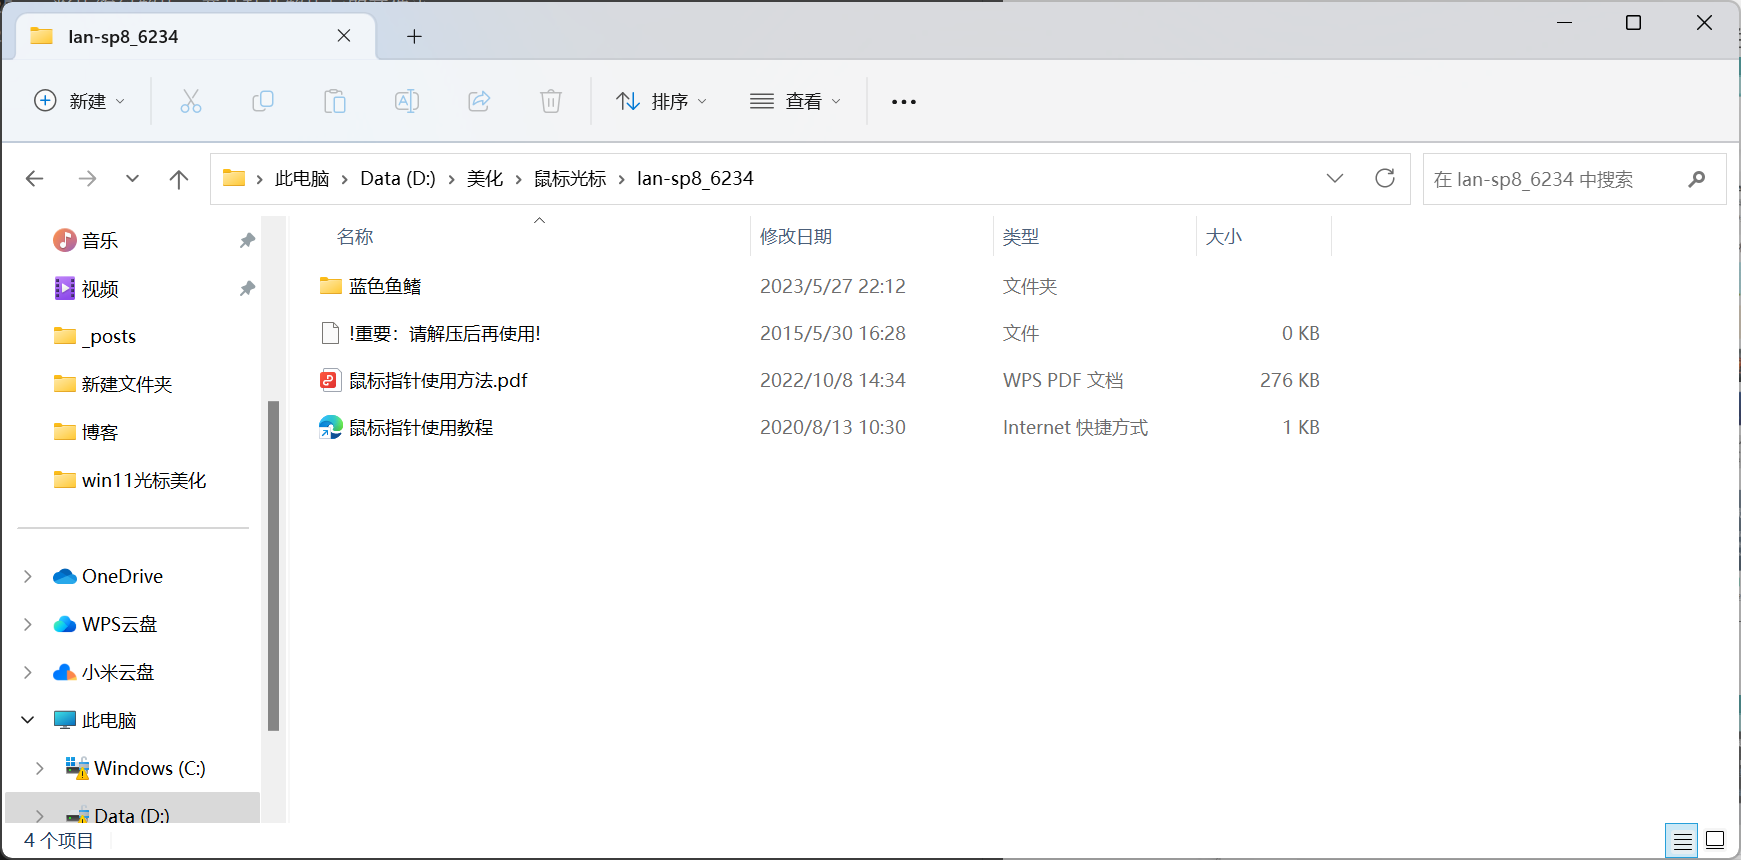 lan-sp8_6234
新建
排序
查看
此电脑 Data (D:) 美化 鼠标光标 lan-sp8_6234
在 lan-sp8_6234 中搜索
音乐
视频
_posts
新建文件夹
博客
win11光标美化
OneDrive
WPS云盘
小米云盘
此电脑
Windows (C:)
Data (D:)
名称 修改日期 类型 大小
蓝色鱼鳍 2023/5/27 22:12 文件夹
!重要：请解压后再使用! 2015/5/30 16:28 文件 0 KB
鼠标指针使用方法.pdf 2022/10/8 14:34 WPS PDF 文档 276 KB
鼠标指针使用教程 2020/8/13 10:30 Internet 快捷方式 1 KB
4 个项目